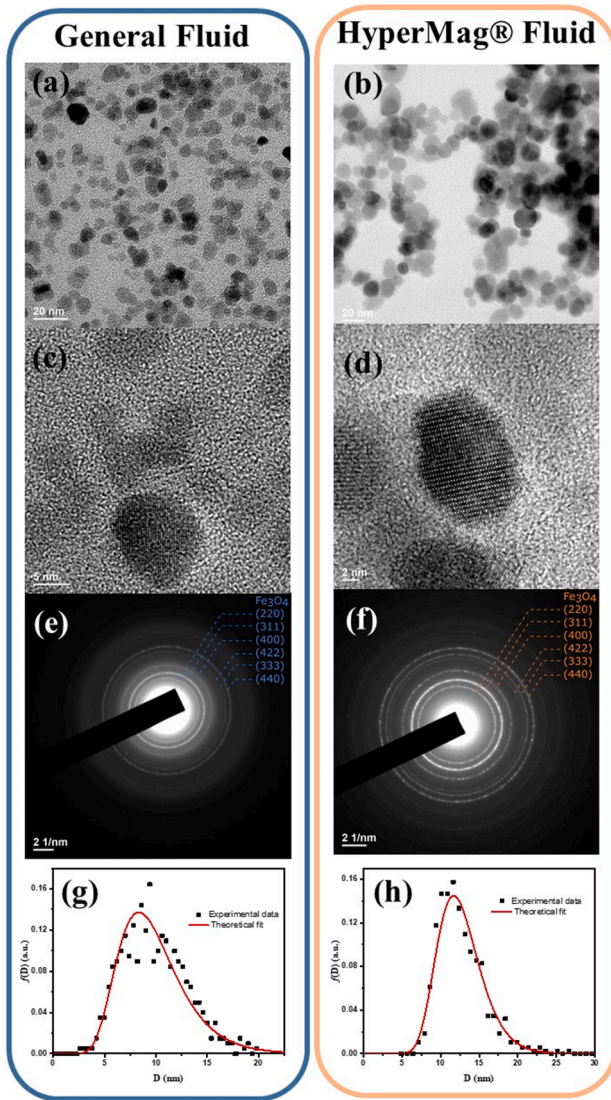 General Fluid
HyperMag® Fluid
(a)
20 nm
(b)
20 nm
(c)
5 nm
(d)
2 nm
(e)
Fe₃O₄
(220)
(311)
(400)
(422)
(333)
(440)
2 1/nm
(f)
Fe₃O₄
(220)
(311)
(400)
(422)
(333)
(440)
2 1/nm
(g)
Experimental data
Theoretical fit
f(D) (a.u.)
0.16
0.12
0.08
0.04
0.00
0 5 10 15 20
D (nm)
(h)
Experimental data
Theoretical fit
f(D) (a.u.)
0.16
0.12
0.08
0.04
0.00
0 5 10 15 20 25 30
D (nm)